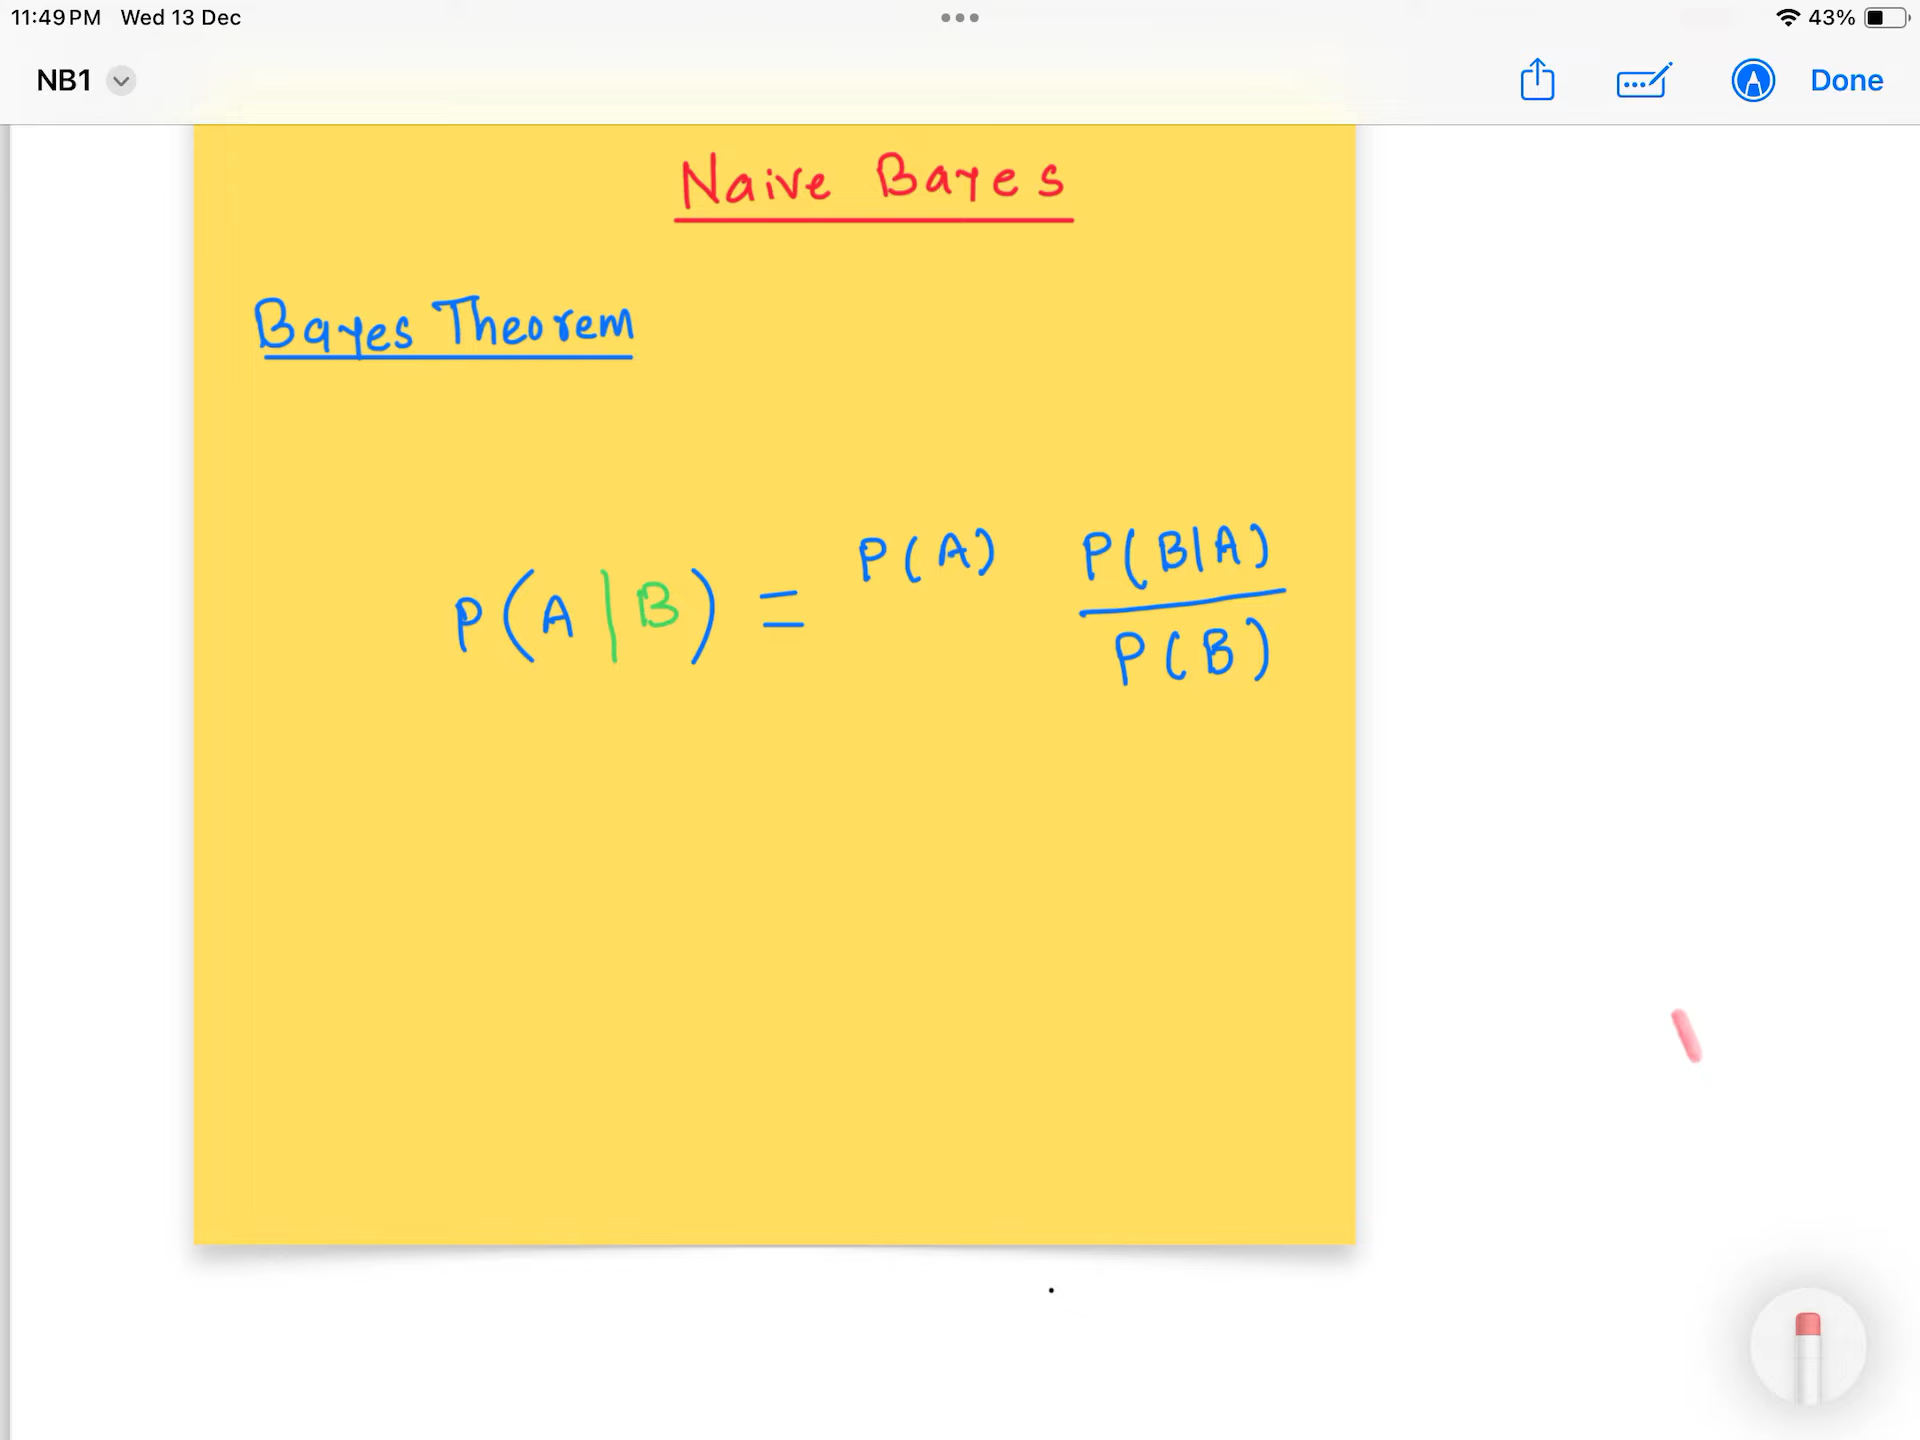 11:49 PM Wed 13 Dec 43%
NB1 Done
Naive Bayes
Bayes Theorem
P(A|B) = P(A) P(B|A)
P(B)